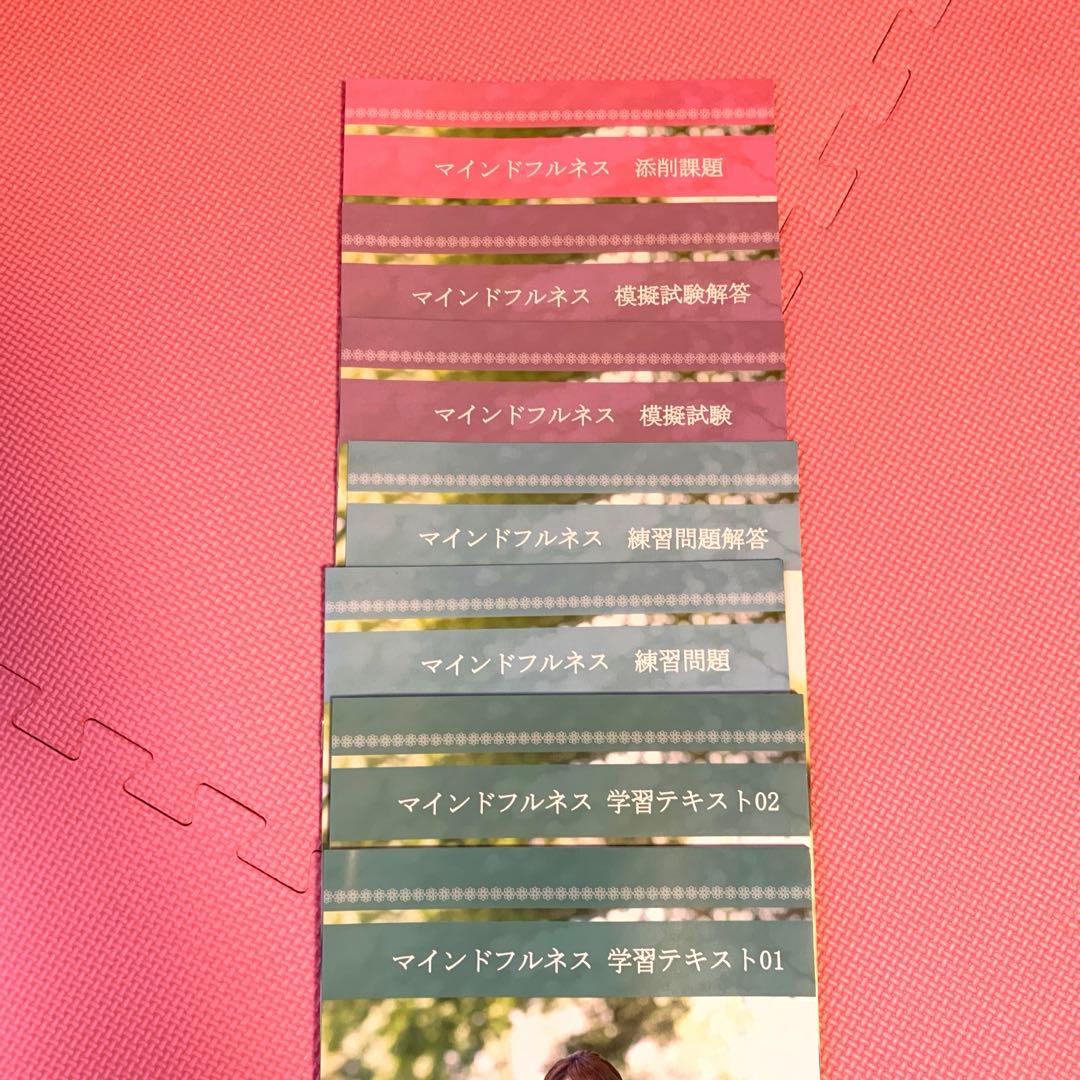 マインドフルネス 添削課題
マインドフルネス 模擬試験解答
マインドフルネス 模擬試験
マインドフルネス 練習問題解答
マインドフルネス 練習問題
マインドフルネス 学習テキスト02
マインドフルネス 学習テキスト01